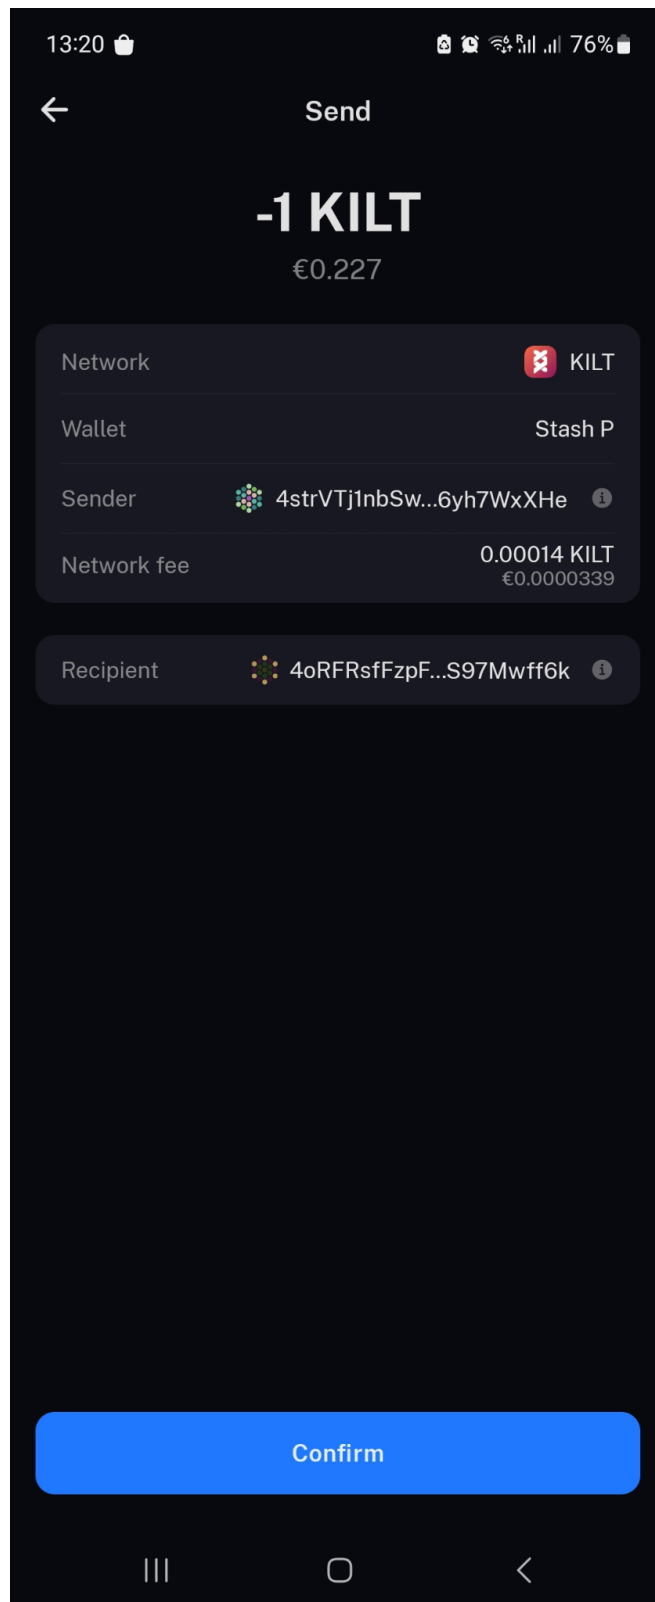 13:20 76%
Send
-1 KILT
€0.227
Network KILT
Wallet Stash P
Sender 4strVTj1nbSw...6yh7WxXHe
Network fee 0.00014 KILT
€0.0000339
Recipient 4oRFRsfFzpF...S97Mwff6k
Confirm